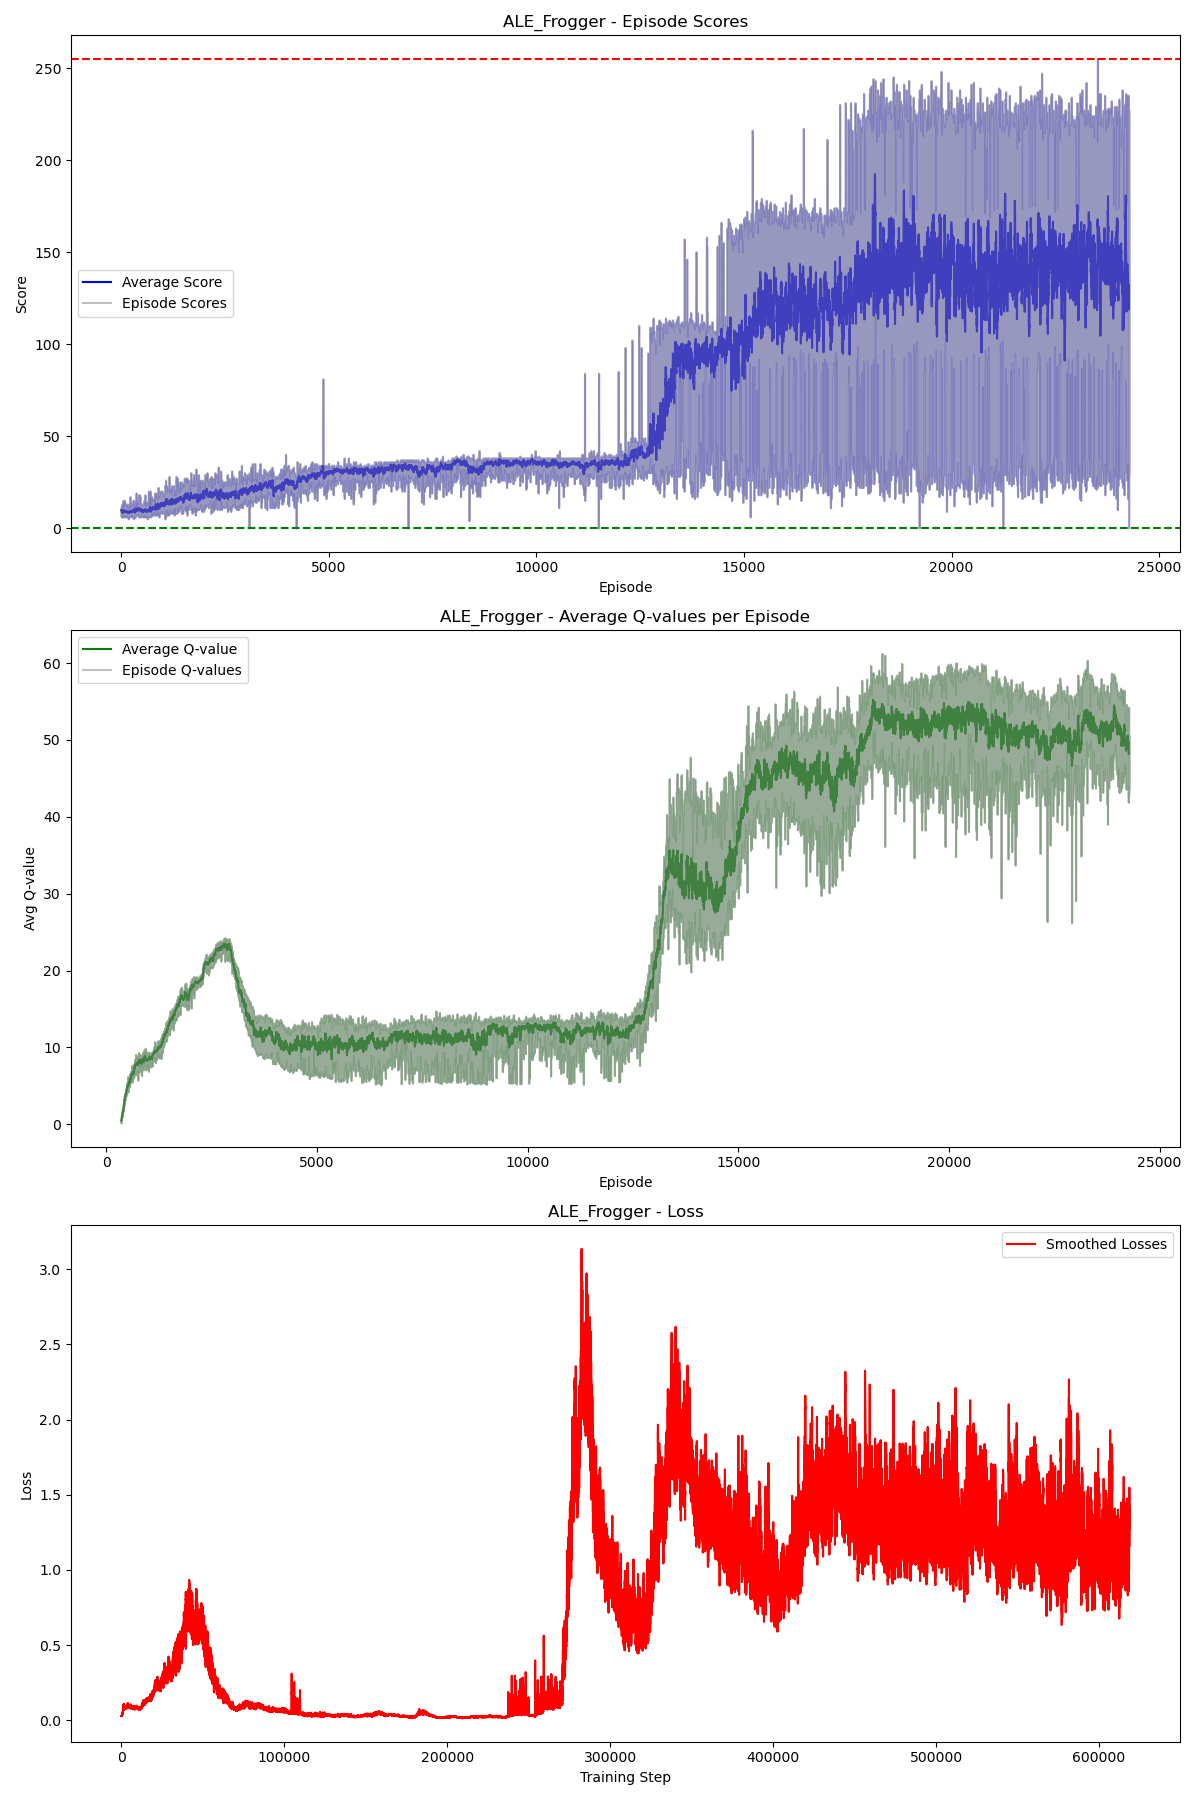 ALE_Frogger - Episode Scores
250
200
150
100
50
0
Score
Average Score
Episode Scores
0
5000
10000
15000
20000
25000
Episode
ALE_Frogger - Average Q-values per Episode
60
50
40
30
20
10
0
Avg Q-value
Average Q-value
Episode Q-values
0
5000
10000
15000
20000
25000
Episode
ALE_Frogger - Loss
3.0
2.5
2.0
1.5
1.0
0.5
0.0
Loss
Smoothed Losses
0
100000
200000
300000
400000
500000
600000
Training Step